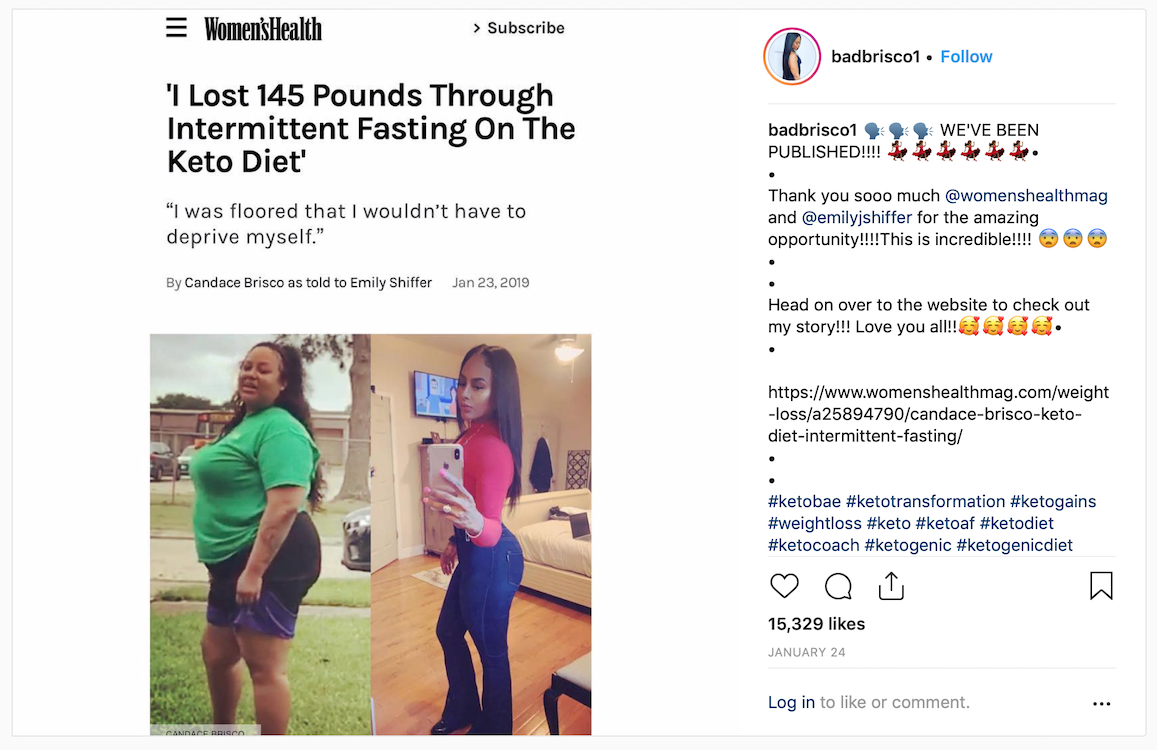 Women'sHealth
> Subscribe
'I Lost 145 Pounds Through
Intermittent Fasting On The
Keto Diet'
“I was floored that I wouldn’t have to
deprive myself.”
By Candace Brisco as told to Emily Shiffer Jan 23, 2019
CANDACE BRISCO
badbrisco1 • Follow
badbrisco1 🗣🗣🗣 WE'VE BEEN
PUBLISHED!!!! 💃🏾💃🏾💃🏾💃🏾💃🏾💃🏾•
•
Thank you sooo much @womenshealthmag
and @emilyjshiffer for the amazing
opportunity!!!!This is incredible!!!! 😨😨😨
•
•
Head on over to the website to check out
my story!!! Love you all!!🥰🥰🥰🥰•
•
https://www.womenshealthmag.com/weight
-loss/a25894790/candace-brisco-keto-
diet-intermittent-fasting/
•
•
#ketobae #ketotransformation #ketogains
#weightloss #keto #ketoaf #ketodiet
#ketocoach #ketogenic #ketogenicdiet
15,329 likes
JANUARY 24
Log in to like or comment.